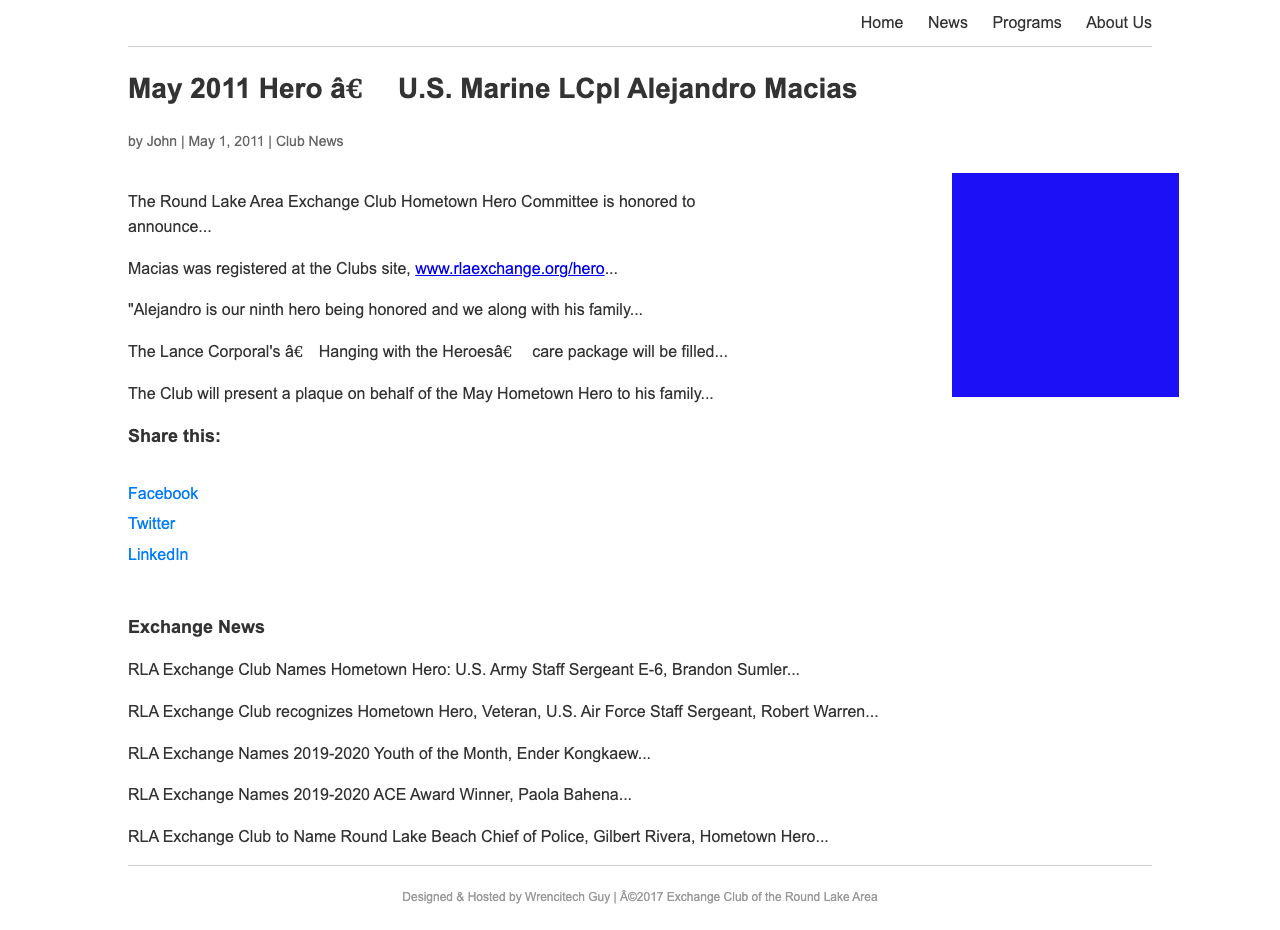 Home News Programs About Us
May 2011 Hero â€ U.S. Marine LCpl Alejandro Macias
by John | May 1, 2011 | Club News
The Round Lake Area Exchange Club Hometown Hero Committee is honored to
announce...
Macias was registered at the Clubs site, www.rlaexchange.org/hero...
"Alejandro is our ninth hero being honored and we along with his family...
The Lance Corporal's â€ Hanging with the Heroesâ€ care package will be filled...
The Club will present a plaque on behalf of the May Hometown Hero to his family...
Share this:
Facebook
Twitter
LinkedIn
Exchange News
RLA Exchange Club Names Hometown Hero: U.S. Army Staff Sergeant E-6, Brandon Sumler...
RLA Exchange Club recognizes Hometown Hero, Veteran, U.S. Air Force Staff Sergeant, Robert Warren...
RLA Exchange Names 2019-2020 Youth of the Month, Ender Kongkaew...
RLA Exchange Names 2019-2020 ACE Award Winner, Paola Bahena...
RLA Exchange Club to Name Round Lake Beach Chief of Police, Gilbert Rivera, Hometown Hero...
Designed & Hosted by Wrencitech Guy | Â©2017 Exchange Club of the Round Lake Area